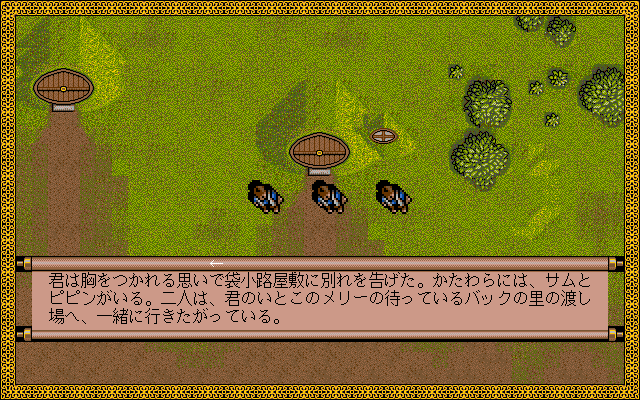 君は胸をつかれる思いで袋小路屋敷に別れを告げた。かたわらには、サムと
ピピンがいる。二人は、君のいとこのメリーの待っているバックの里の渡し
場へ、一緒に行きたがっている。